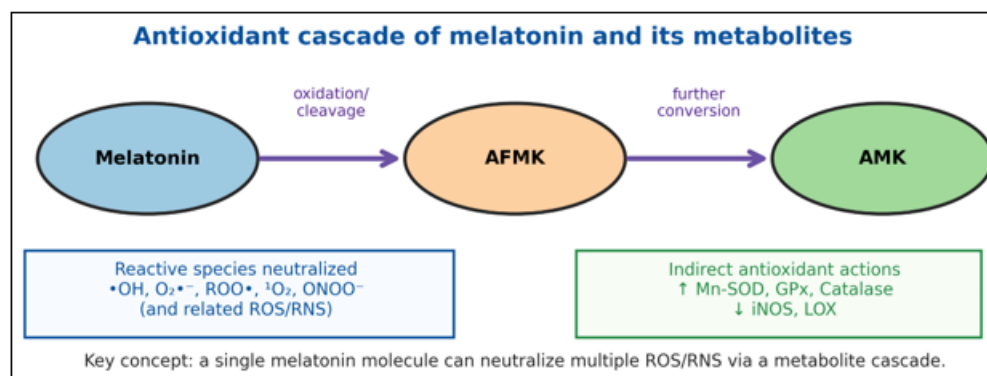 Antioxidant cascade of melatonin and its metabolites
oxidation/
cleavage
further
conversion
Melatonin
AFMK
AMK
Reactive species neutralized
•OH, O₂•⁻, ROO•, ¹O₂, ONOO⁻
(and related ROS/RNS)
Indirect antioxidant actions
↑ Mn-SOD, GPx, Catalase
↓ iNOS, LOX
Key concept: a single melatonin molecule can neutralize multiple ROS/RNS via a metabolite cascade.